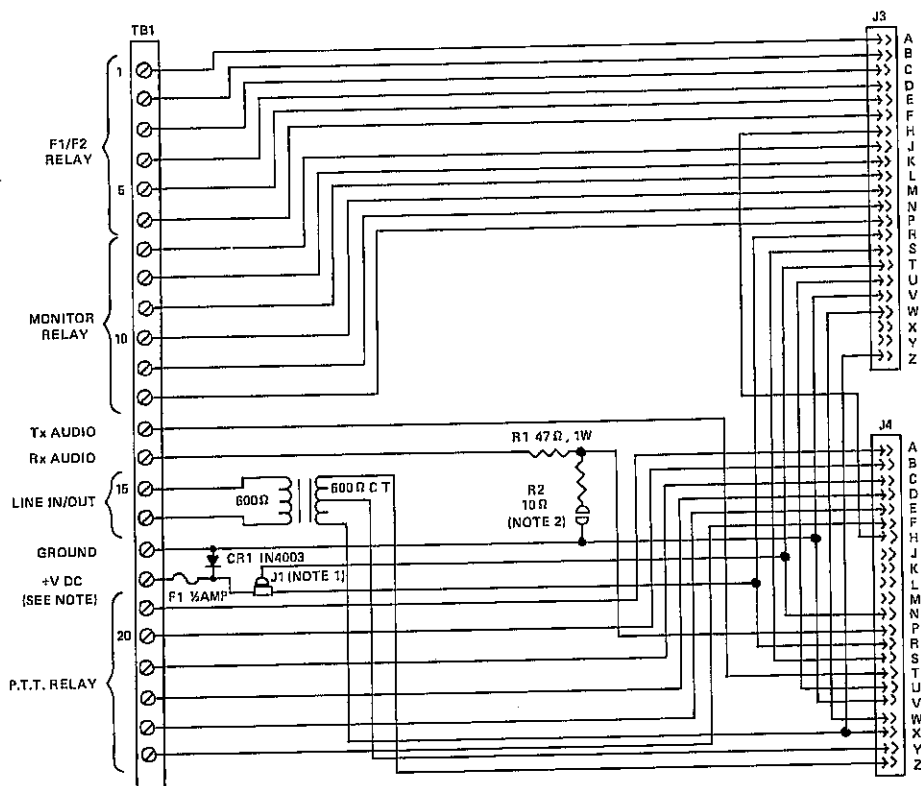 TB1
J3
1
F1/F2
RELAY
5
MONITOR
RELAY
10
Tx AUDIO
Rx AUDIO
15
LINE IN/OUT
GROUND
+V DC
(SEE NOTE)
20
P.T.T. RELAY
R1 47Ω, 1W
R2
10Ω
(NOTE 2)
600Ω
600Ω C T
CR1 IN4003
J1 (NOTE 1)
F1 ½AMP
A
B
C
D
E
F
H
J
K
L
M
N
P
R
S
T
U
V
W
X
Y
Z
J4
A
B
C
D
E
F
H
J
K
L
M
N
P
R
S
T
U
V
W
X
Y
Z